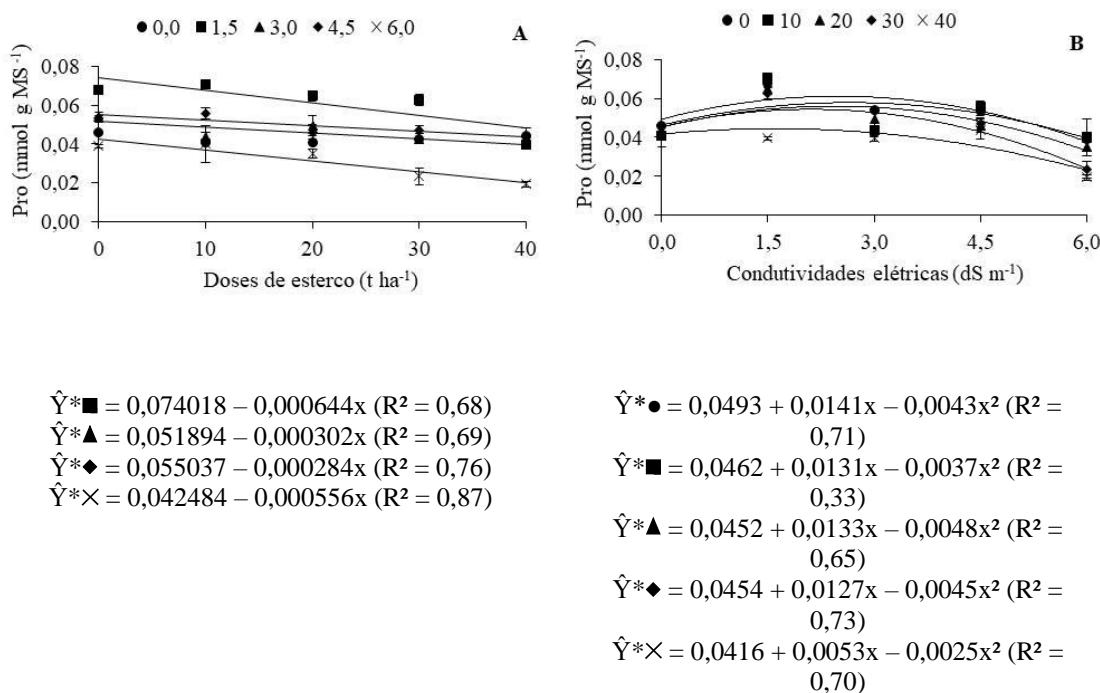 ● 0,0 ■ 1,5 ▲ 3,0 ◆ 4,5 × 6,0
A
Pro (mmol g MS⁻¹)
0,08
0,06
0,04
0,02
0,00
0 10 20 30 40
Doses de esterco (t ha⁻¹)
● 0 ■ 10 ▲ 20 ◆ 30 × 40
B
Pro (mmol g MS⁻¹)
0,08
0,06
0,04
0,02
0,00
0,0 1,5 3,0 4,5 6,0
Condutividades elétricas (dS m⁻¹)
Ŷ*■ = 0,074018 – 0,000644x (R² = 0,68)
Ŷ*▲ = 0,051894 – 0,000302x (R² = 0,69)
Ŷ*◆ = 0,055037 – 0,000284x (R² = 0,76)
Ŷ*× = 0,042484 – 0,000556x (R² = 0,87)
Ŷ*● = 0,0493 + 0,0141x – 0,0043x² (R² =
0,71)
Ŷ*■ = 0,0462 + 0,0131x – 0,0037x² (R² =
0,33)
Ŷ*▲ = 0,0452 + 0,0133x – 0,0048x² (R² =
0,65)
Ŷ*◆ = 0,0454 + 0,0127x – 0,0045x² (R² =
0,73)
Ŷ*× = 0,0416 + 0,0053x – 0,0025x² (R² =
0,70)